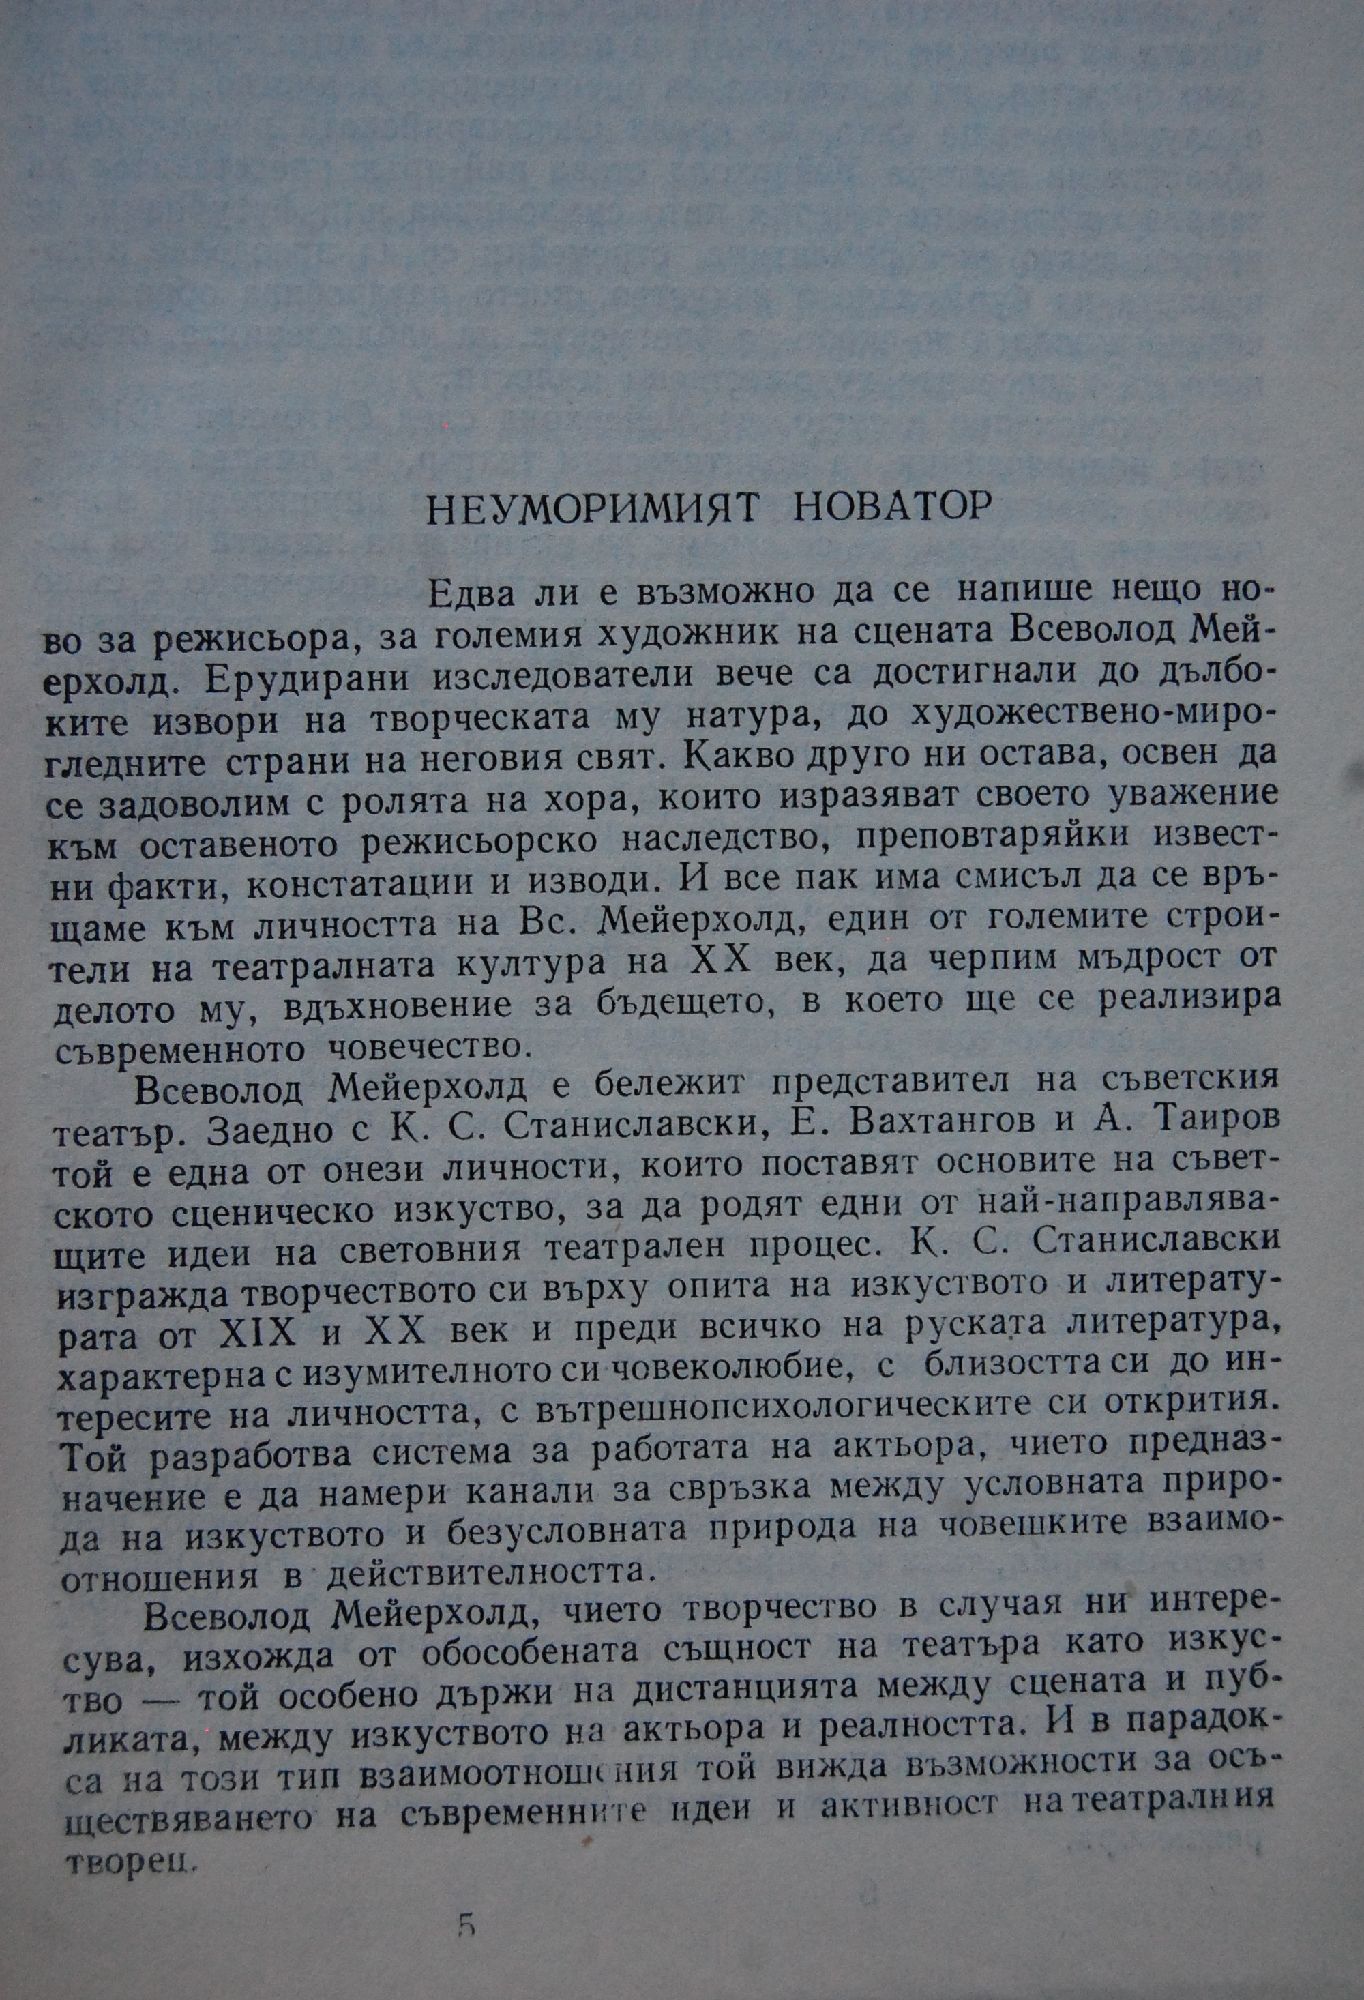 НЕУМОРИМИЯТ НОВАТОР
Едва ли е възможно да се напише нещо но-
во за режисьора, за големия художник на сцената Всеволод Мей-
ерхолд. Ерудирани изследователи вече са достигнали до дълбо-
ките извори на творческата му натура, до художествено-миро-
гледните страни на неговия свят. Какво друго ни остава, освен да
се задоволим с ролята на хора, които изразяват своето уважение
към оставеното режисьорско наследство, преповтаряйки извест-
ни факти, констатации и изводи. И все пак има смисъл да се връ-
щаме към личността на Вс. Мейерхолд, един от големите строи-
тели на театралната култура на XX век, да черпим мъдрост от
делото му, вдъхновение за бъдещето, в което ще се реализира
съвременното човечество.
Всеволод Мейерхолд е бележит представител на съветския
театър. Заедно с К. С. Станиславски, Е. Вахтангов и А. Таиров
той е една от онези личности, които поставят основите на съвет-
ското сценическо изкуство, за да родят едни от най-направлява-
щите идеи на световния театрален процес. К. С. Станиславски
изгражда творчеството си върху опита на изкуството и литерату-
рата от XIX и XX век и преди всичко на руската литература,
характерна с изумителното си човеколюбие, с близостта си до ин-
тересите на личността, с вътрешнопсихологическите си открития.
Той разработва система за работата на актьора, чието предназ-
начение е да намери канали за свръзка между условната приро-
да на изкуството и безусловната природа на човешките взаимо-
отношения в действителността.
Всеволод Мейерхолд, чието творчество в случая ни интере-
сува, изхожда от обособената същност на театъра като изкус-
тво — той особено държи на дистанцията между сцената и пуб-
ликата, между изкуството на актьора и реалността. И в парадок-
са на този тип взаимоотношения той вижда възможности за осъ-
ществяването на съвременните идеи и активност на театралния
творец.
5